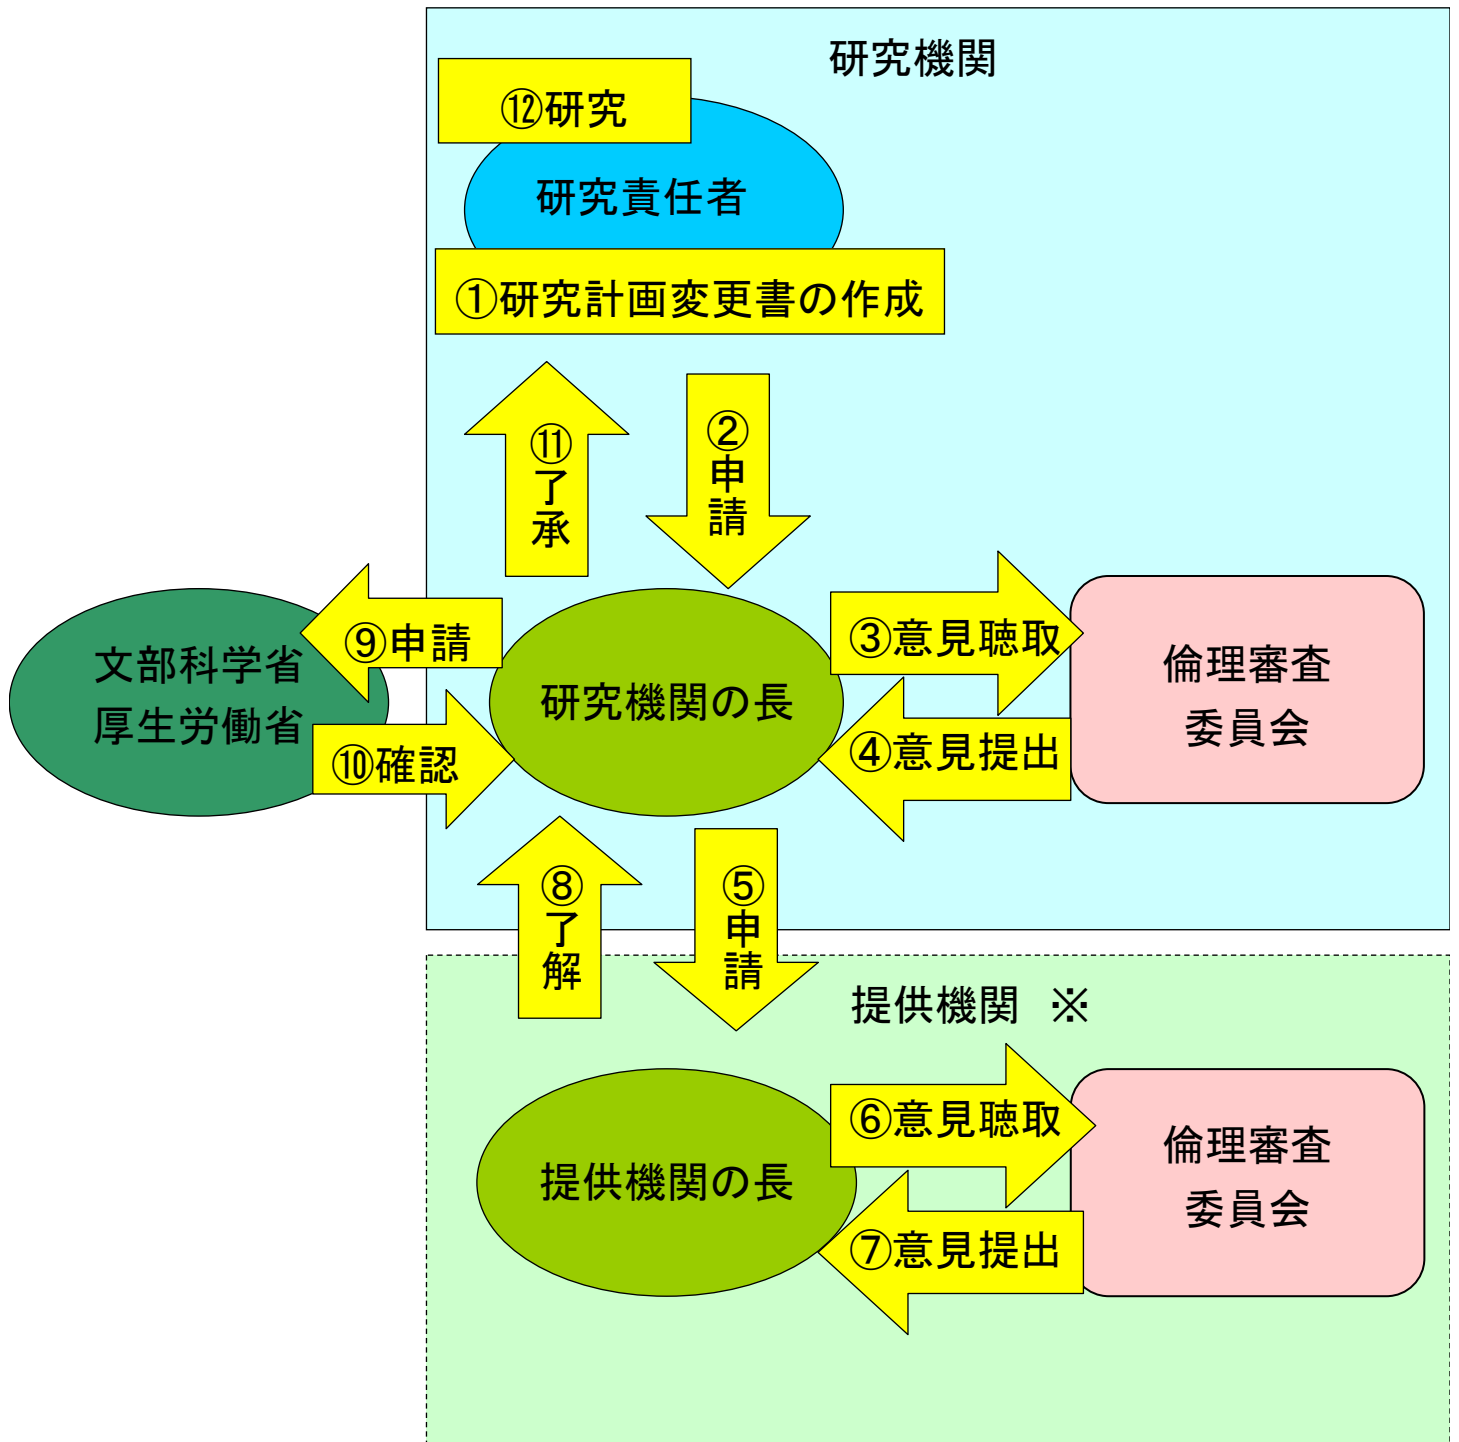 研究機関
⑫研究
研究責任者
①研究計画変更書の作成
⑪了承
②申請
文部科学省
厚生労働省
⑨申請
⑩確認
研究機関の長
③意見聴取
④意見提出
倫理審査
委員会
⑧了解
⑤申請
提供機関　※
提供機関の長
⑥意見聴取
⑦意見提出
倫理審査
委員会